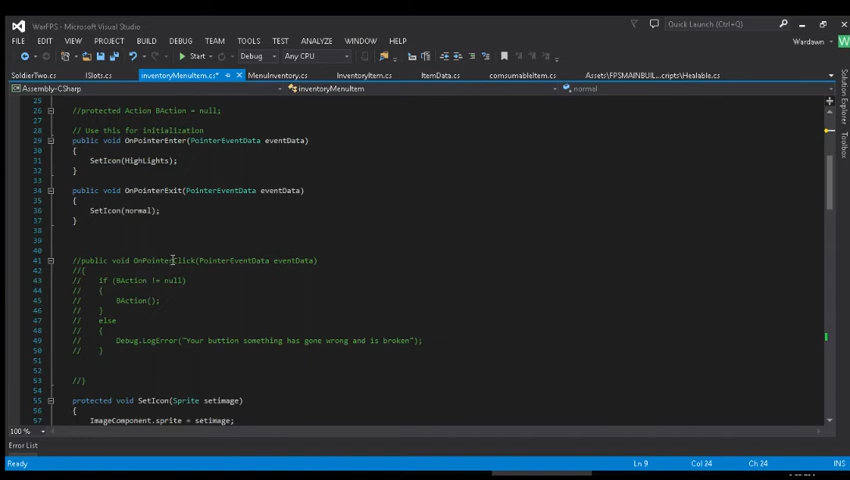 WarFPS - Microsoft Visual Studio
Quick Launch (Ctrl+Q)
FILE EDIT VIEW PROJECT BUILD DEBUG TEAM TOOLS TEST ANALYZE WINDOW HELP
Wardawn
W
Start Debug Any CPU
SoldierTwo.cs ISlots.cs inventoryMenuItem.cs* MenuInventory.cs InventoryItem.cs ItemData.cs comsumableItem.cs Assets/FPSMAINBUIL...cripts/Healable.cs
Assembly-CSharp inventoryMenuItem normal
Solution Explorer
Toolbox
25
26 //protected Action BAction = null;
27
28 // Use this for initialization
29 public void OnPointerEnter(PointerEventData eventData)
30 {
31 SetIcon(HighLights);
32 }
33
34 public void OnPointerExit(PointerEventData eventData)
35 {
36 SetIcon(normal);
37 }
38
39
40
41 //public void OnPointerClick(PointerEventData eventData)
42 //{
43 // if (BAction != null)
44 // {
45 // BAction();
46 // }
47 // else
48 // {
49 // Debug.LogError("Your buttion something has gone wrong and is broken");
50 // }
51
52
53 //}
54
55 protected void SetIcon(Sprite setimage)
56 {
57 ImageComponent.sprite = setimage;
100 %
Error List
Ready Ln 9 Col 24 Ch 24 INS